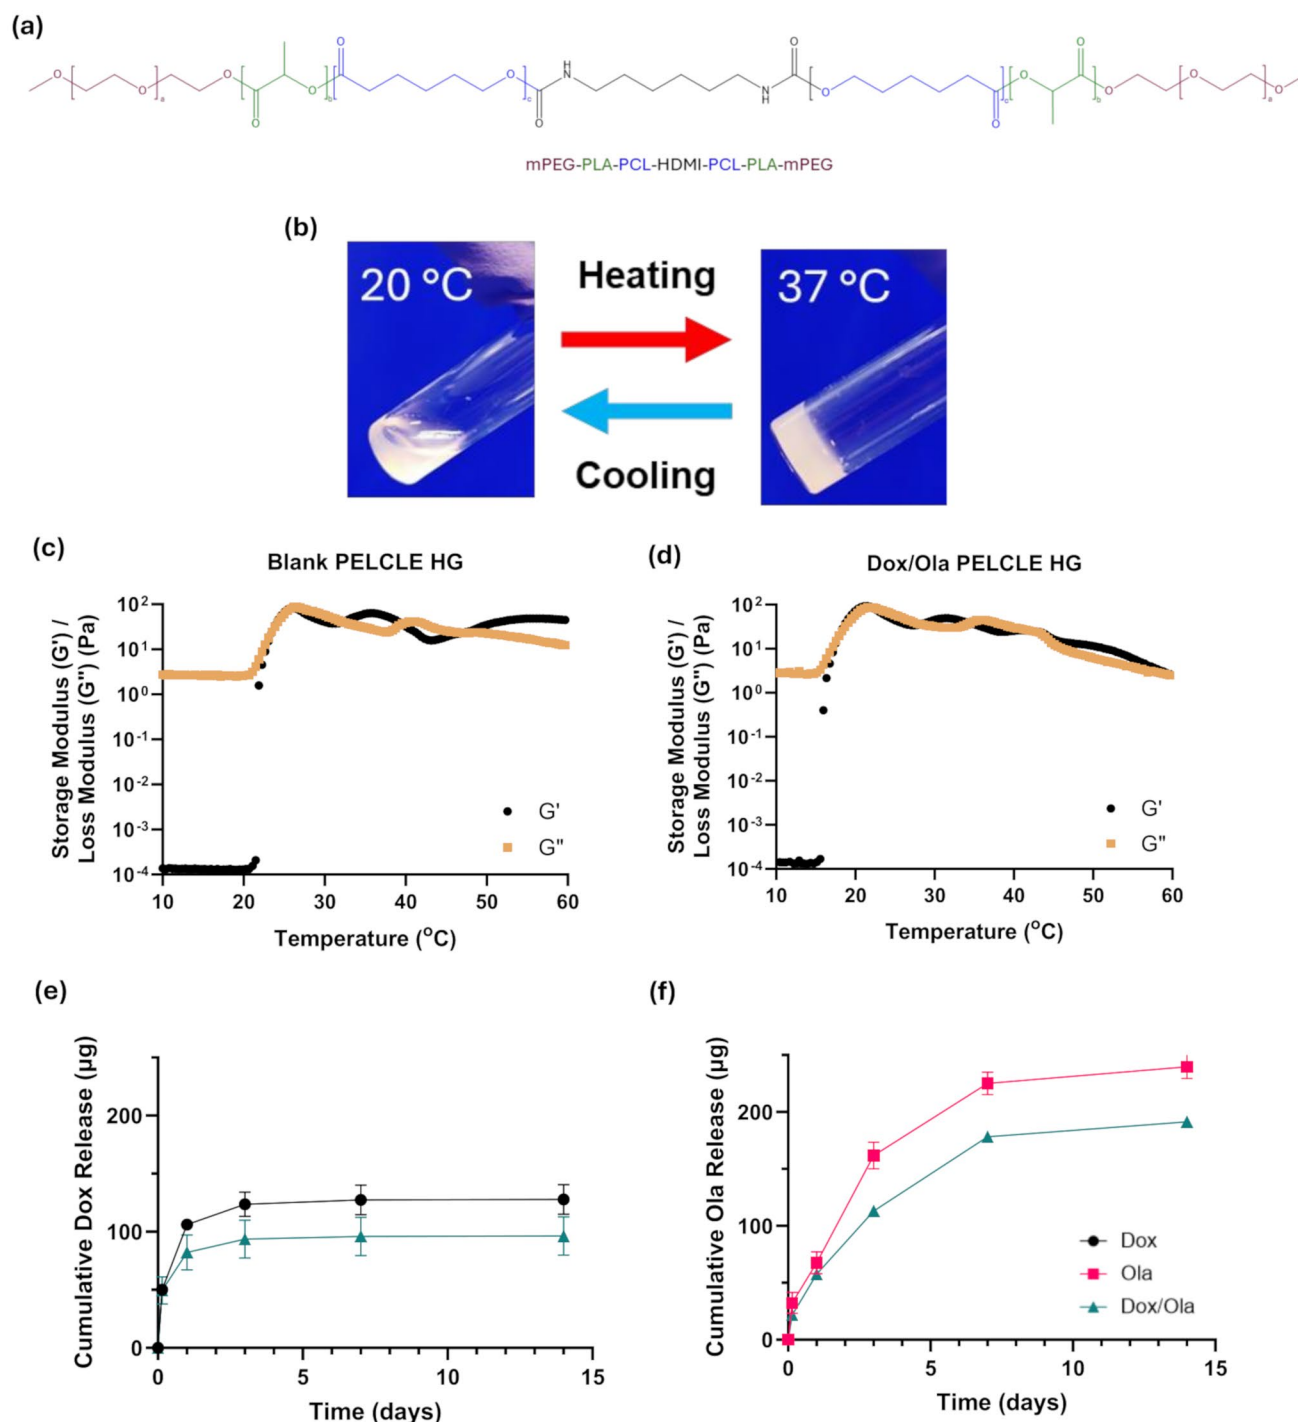 (a)
O O O O
O O O O O N H H N O O O O O O
a b c c b a
O O O O
mPEG-PLA-PCL-HDMI-PCL-PLA-mPEG
(b)
20 °C
Heating
37 °C
Cooling
(c)
Blank PELCLE HG
Storage Modulus (G') /
Loss Modulus (G") (Pa)
10²
10¹
10⁰
10⁻¹
10⁻²
10⁻³
10⁻⁴
G'
G"
10 20 30 40 50 60
Temperature (°C)
(d)
Dox/Ola PELCLE HG
Storage Modulus (G') /
Loss Modulus (G") (Pa)
10²
10¹
10⁰
10⁻¹
10⁻²
10⁻³
10⁻⁴
G'
G"
10 20 30 40 50 60
Temperature (°C)
(e)
Cumulative Dox Release (µg)
200
100
0
0 5 10 15
Time (days)
(f)
Cumulative Ola Release (µg)
200
100
0
Dox
Ola
Dox/Ola
0 5 10 15
Time (days)